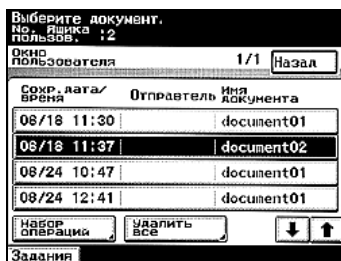 Выберите документ.
No. Ящика
пользов. :2
Окно
пользователя
1/1 Назад
Сохр.дата/
время
Отправтель
Имя
документа
08/18 11:30 document01
08/18 11:37 document02
08/24 10:47 document01
08/24 12:41 document01
Набор
операций
Удалить
все
Задания